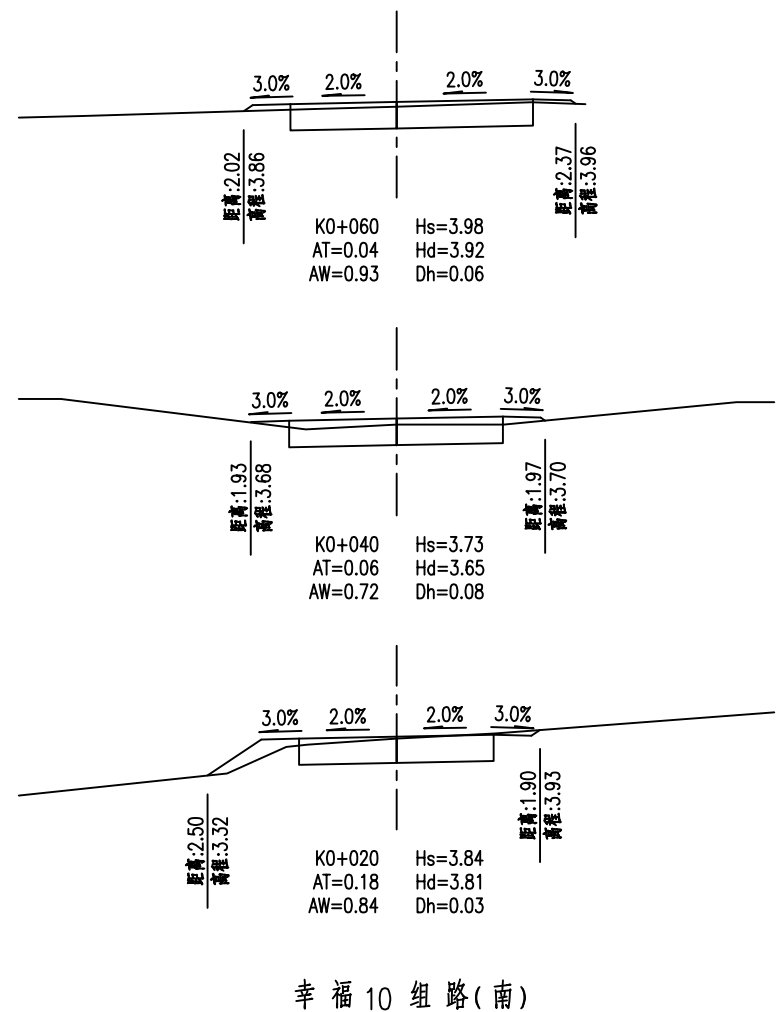 3.0% 2.0% 2.0% 3.0%
距离:2.02
高程:3.86
距离:2.37
高程:3.96
K0+060 Hs=3.98
AT=0.04 Hd=3.92
AW=0.93 Dh=0.06
3.0% 2.0% 2.0% 3.0%
距离:1.93
高程:3.68
距离:1.97
高程:3.70
K0+040 Hs=3.73
AT=0.06 Hd=3.65
AW=0.72 Dh=0.08
3.0% 2.0% 2.0% 3.0%
距离:2.50
高程:3.32
距离:1.90
高程:3.93
K0+020 Hs=3.84
AT=0.18 Hd=3.81
AW=0.84 Dh=0.03
幸福10组路(南)